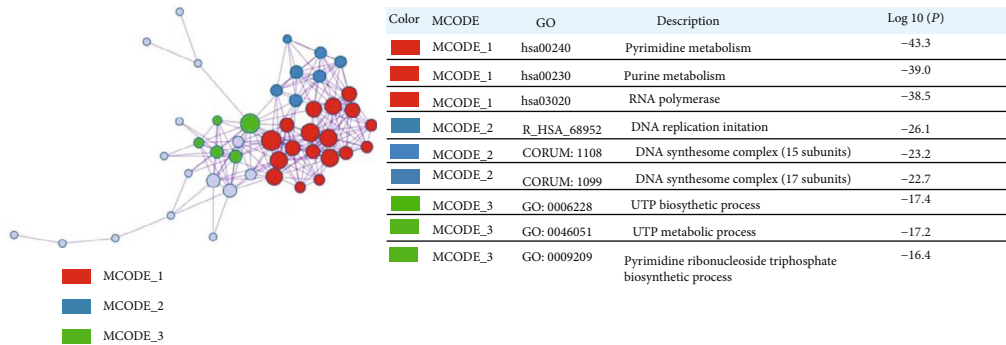 Color MCODE GO Description Log 10 (P)
MCODE_1 hsa00240 Pyrimidine metabolism −43.3
MCODE_1 hsa00230 Purine metabolism −39.0
MCODE_1 hsa03020 RNA polymerase −38.5
MCODE_2 R_HSA_68952 DNA replication initation −26.1
MCODE_2 CORUM: 1108 DNA synthesome complex (15 subunits) −23.2
MCODE_2 CORUM: 1099 DNA synthesome complex (17 subunits) −22.7
MCODE_3 GO: 0006228 UTP biosythetic process −17.4
MCODE_3 GO: 0046051 UTP metabolic process −17.2
MCODE_3 GO: 0009209 Pyrimidine ribonucleoside triphosphate −16.4
biosynthetic process
MCODE_1
MCODE_2
MCODE_3